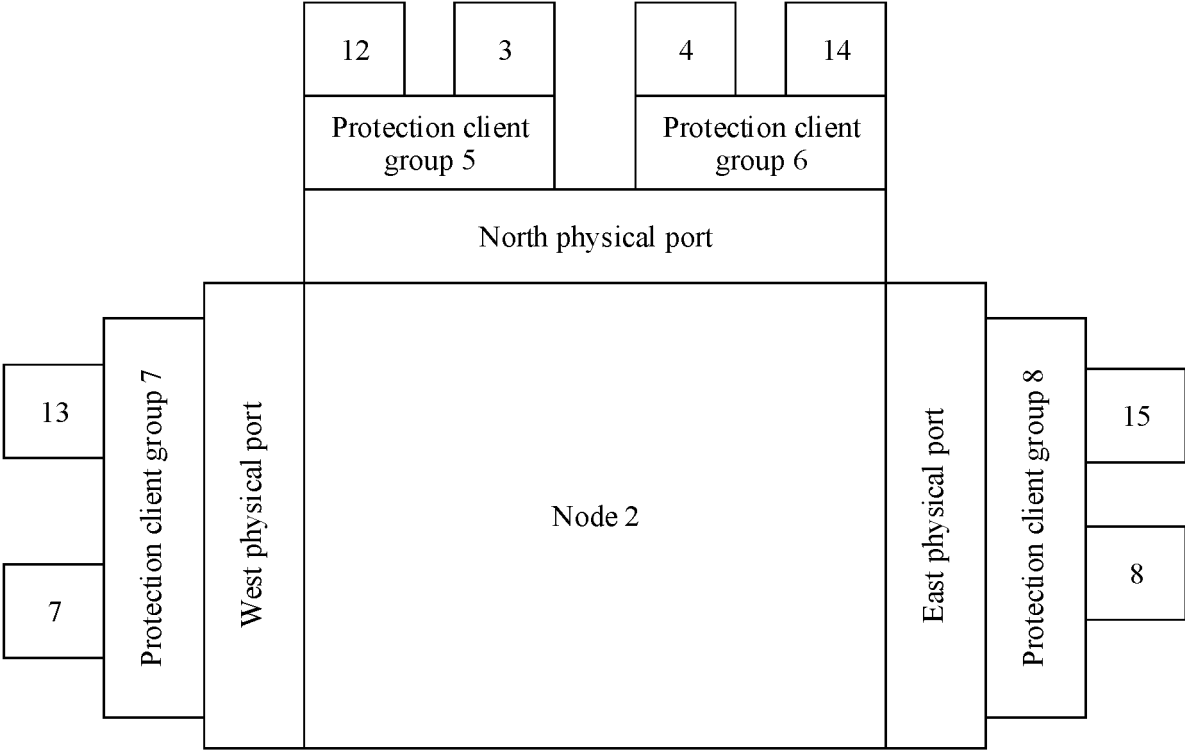 12
3
4
14
Protection client
group 5
Protection client
group 6
North physical port
13
7
Protection client group 7
West physical port
Node 2
East physical port
Protection client group 8
15
8